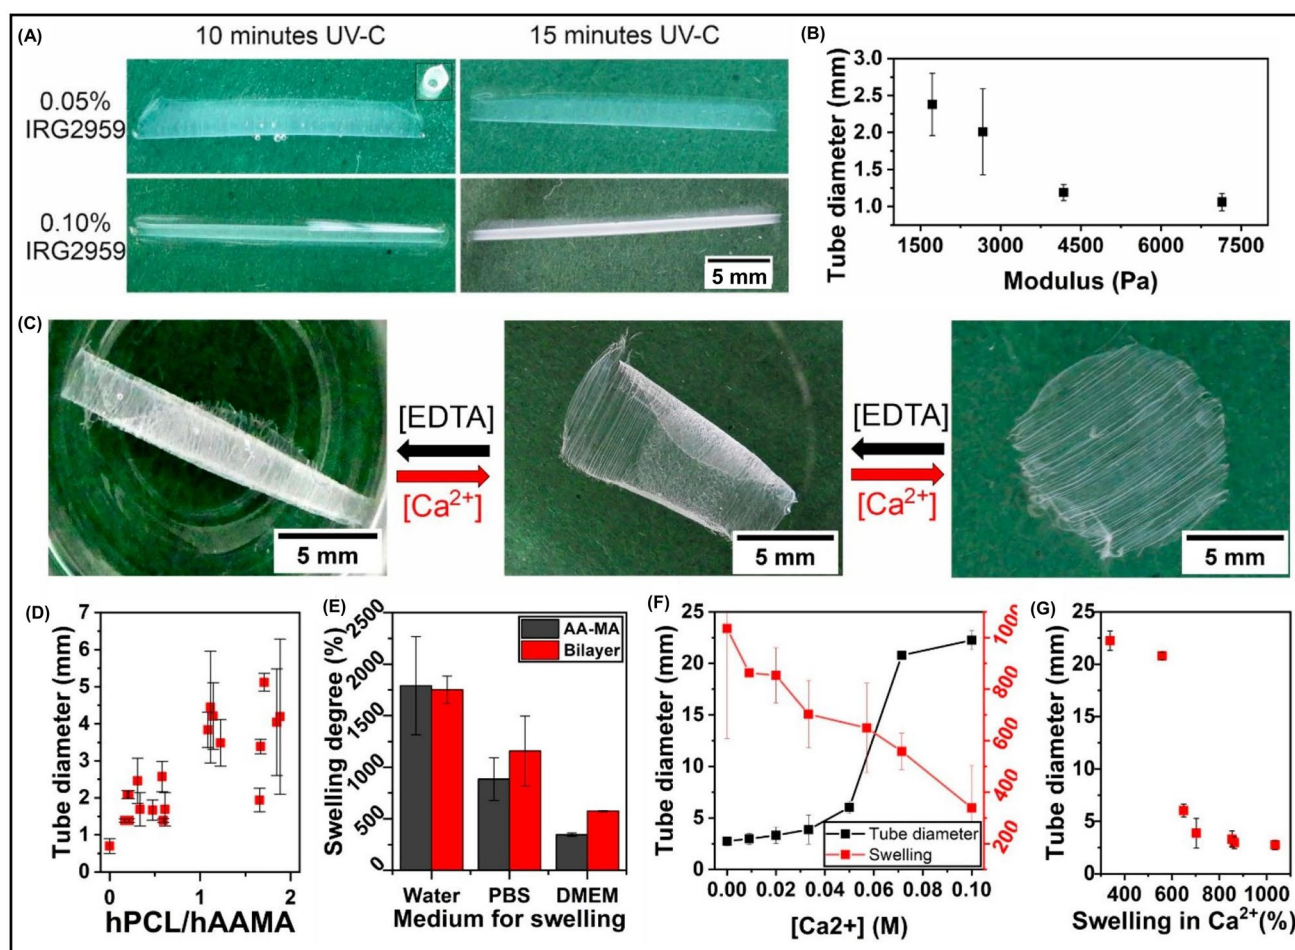 (A)
10 minutes UV-C
15 minutes UV-C
0.05%
IRG2959
0.10%
IRG2959
5 mm
(B)
3.0
2.5
2.0
1.5
1.0
Tube diameter (mm)
1500 2700 4500 6000 7500
Modulus (Pa)
(C)
[EDTA]
[Ca2+]
[EDTA]
[Ca2+]
5 mm
5 mm
5 mm
(D)
7
6
5
4
3
2
1
0
Tube diameter (mm)
0 1 2
hPCL/hAAMA
(E)
2500
2000
1750
1500
1000
500
0
Swelling degree (%)
AA-MA
Bilayer
Water PBS DMEM
Medium for swelling
(F)
25
20
15
10
5
0
Tube diameter (mm)
1000
800
600
400
200
Tube diameter
Swelling
0.00 0.02 0.04 0.06 0.08 0.10
[Ca2+] (M)
(G)
25
20
15
10
5
0
Tube diameter (mm)
400 600 800 1000
Swelling in Ca2+(%)